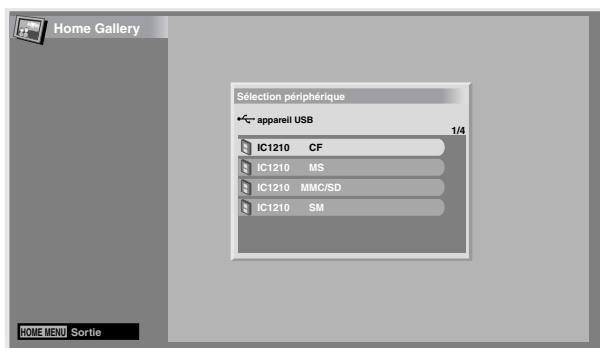 Home Gallery
Sélection périphérique
appareil USB
1/4
IC1210 CF
IC1210 MS
IC1210 MMC/SD
IC1210 SM
HOME MENU Sortie